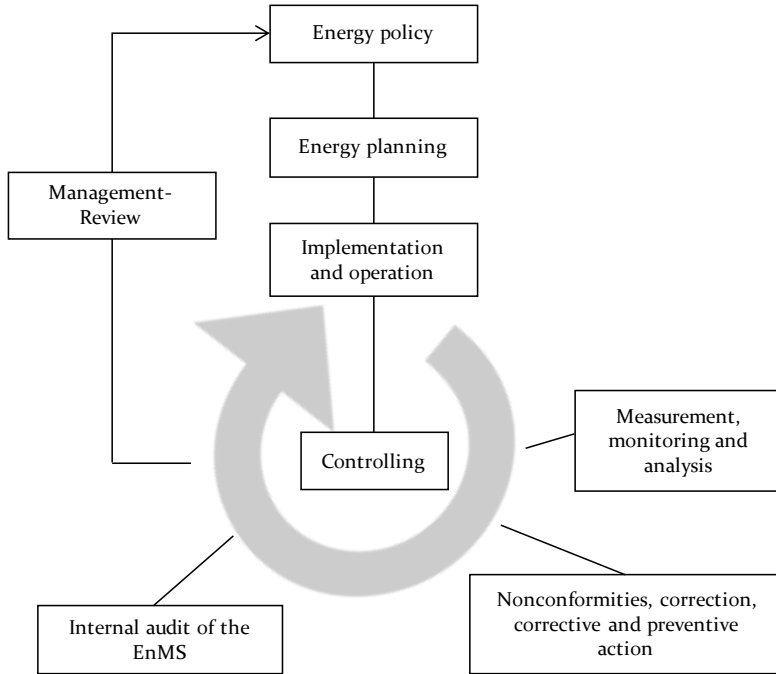 Energy policy
Energy planning
Management-
Review
Implementation
and operation
Controlling
Measurement,
monitoring and
analysis
Internal audit of the
EnMS
Nonconformities, correction,
corrective and preventive
action